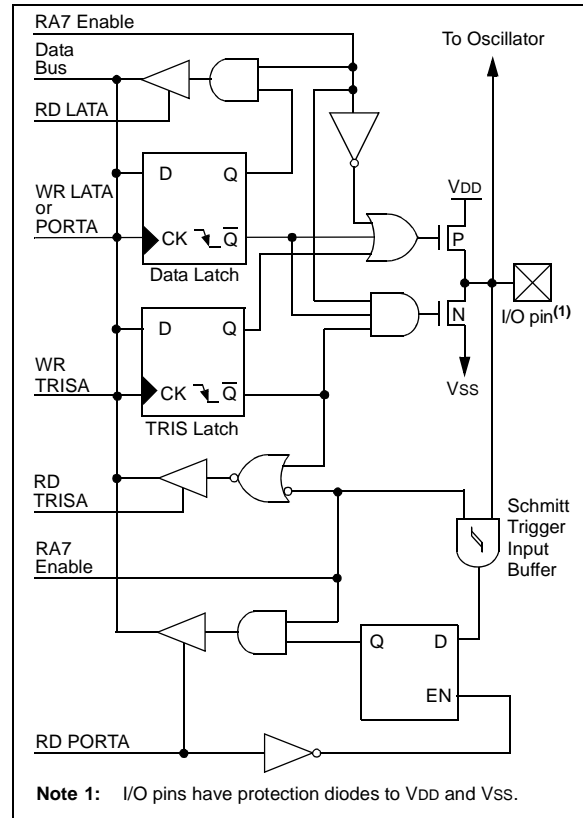 RA7 Enable
Data
Bus
To Oscillator
RD LATA
D Q
VDD
WR LATA
or
PORTA
CK Q
P
Data Latch
I/O pin(1)
D Q
N
WR
TRISA
CK Q
VSS
TRIS Latch
RD
TRISA
Schmitt
Trigger
Input
Buffer
RA7
Enable
Q D
EN
RD PORTA
Note 1: I/O pins have protection diodes to VDD and VSS.